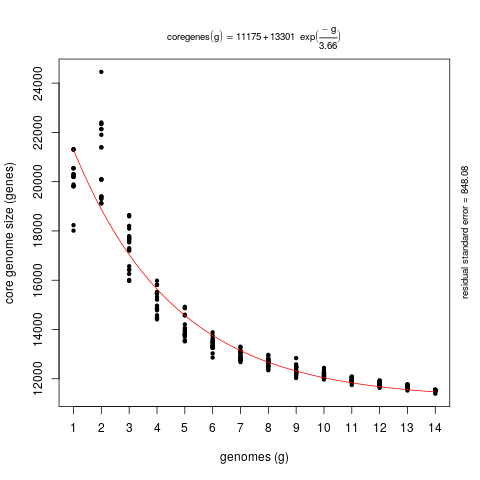 coregenes(g) = 11175 + 13301 exp(−g/3.66)
core genome size (genes)
24000
22000
20000
18000
16000
14000
12000
residual standard error = 848.08
1 2 3 4 5 6 7 8 9 10 11 12 13 14
genomes (g)